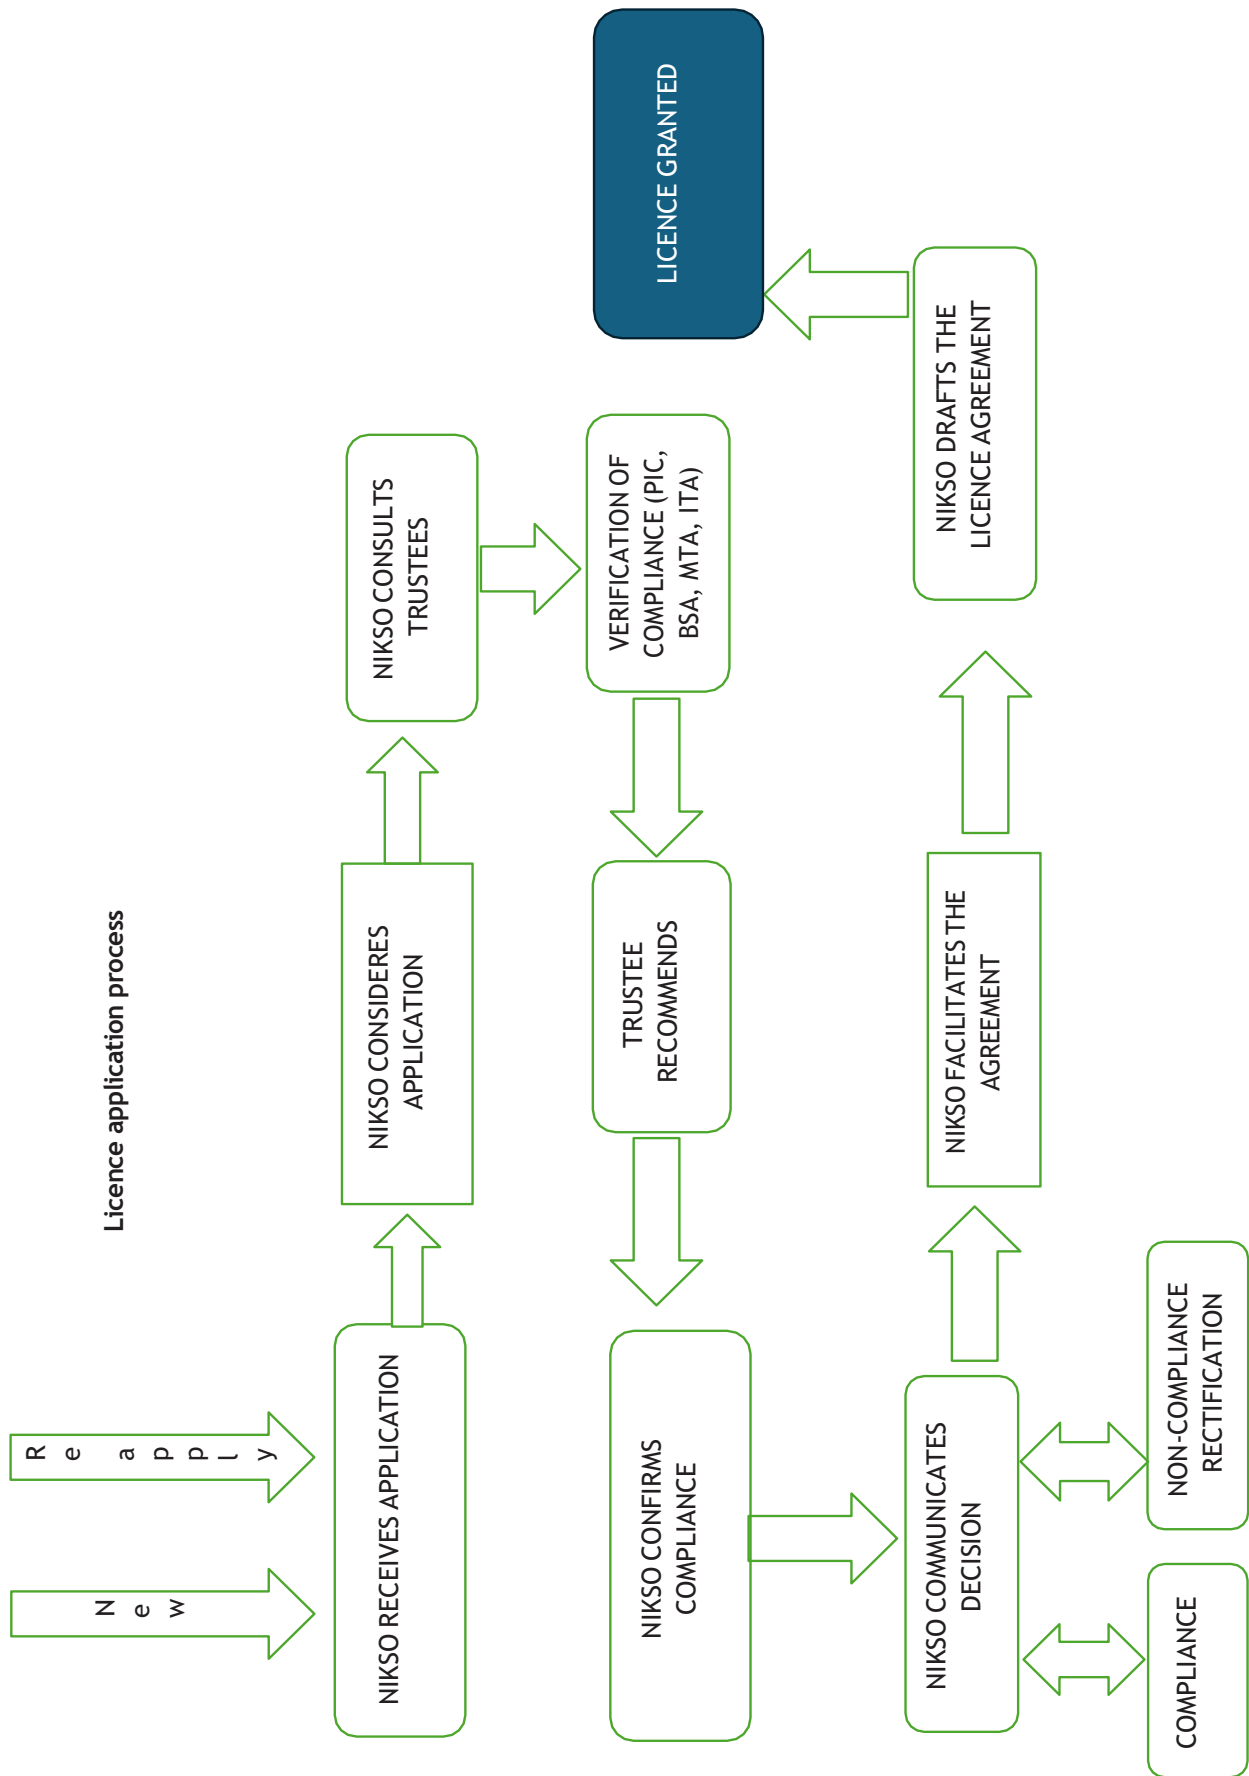 Licence application process
New
Re apply
NIKSO RECEIVES APPLICATION
NIKSO CONSIDERES
APPLICATION
NIKSO CONSULTS
TRUSTEES
VERIFICATION OF
COMPLIANCE (PIC,
BSA, MTA, ITA)
TRUSTEE
RECOMMENDS
NIKSO CONFIRMS
COMPLIANCE
NIKSO COMMUNICATES
DECISION
COMPLIANCE
NON-COMPLIANCE
RECTIFICATION
NIKSO FACILITATES THE
AGREEMENT
NIKSO DRAFTS THE
LICENCE AGREEMENT
LICENCE GRANTED